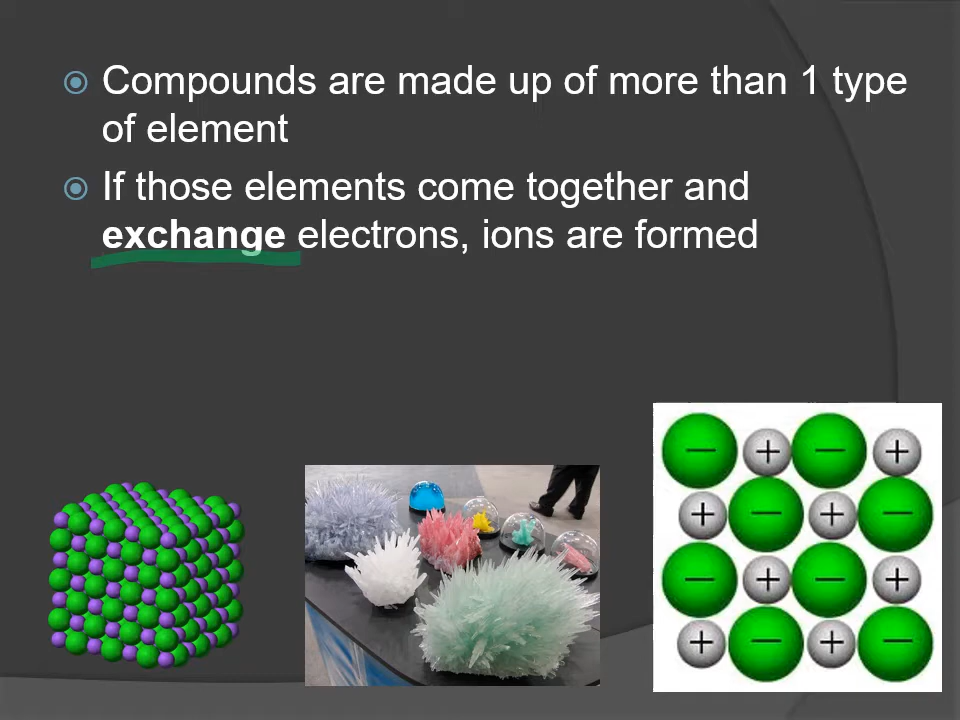 Compounds are made up of more than 1 type
of element
If those elements come together and
exchange electrons, ions are formed
− + − +
+ − + −
− + − +
+ − + −